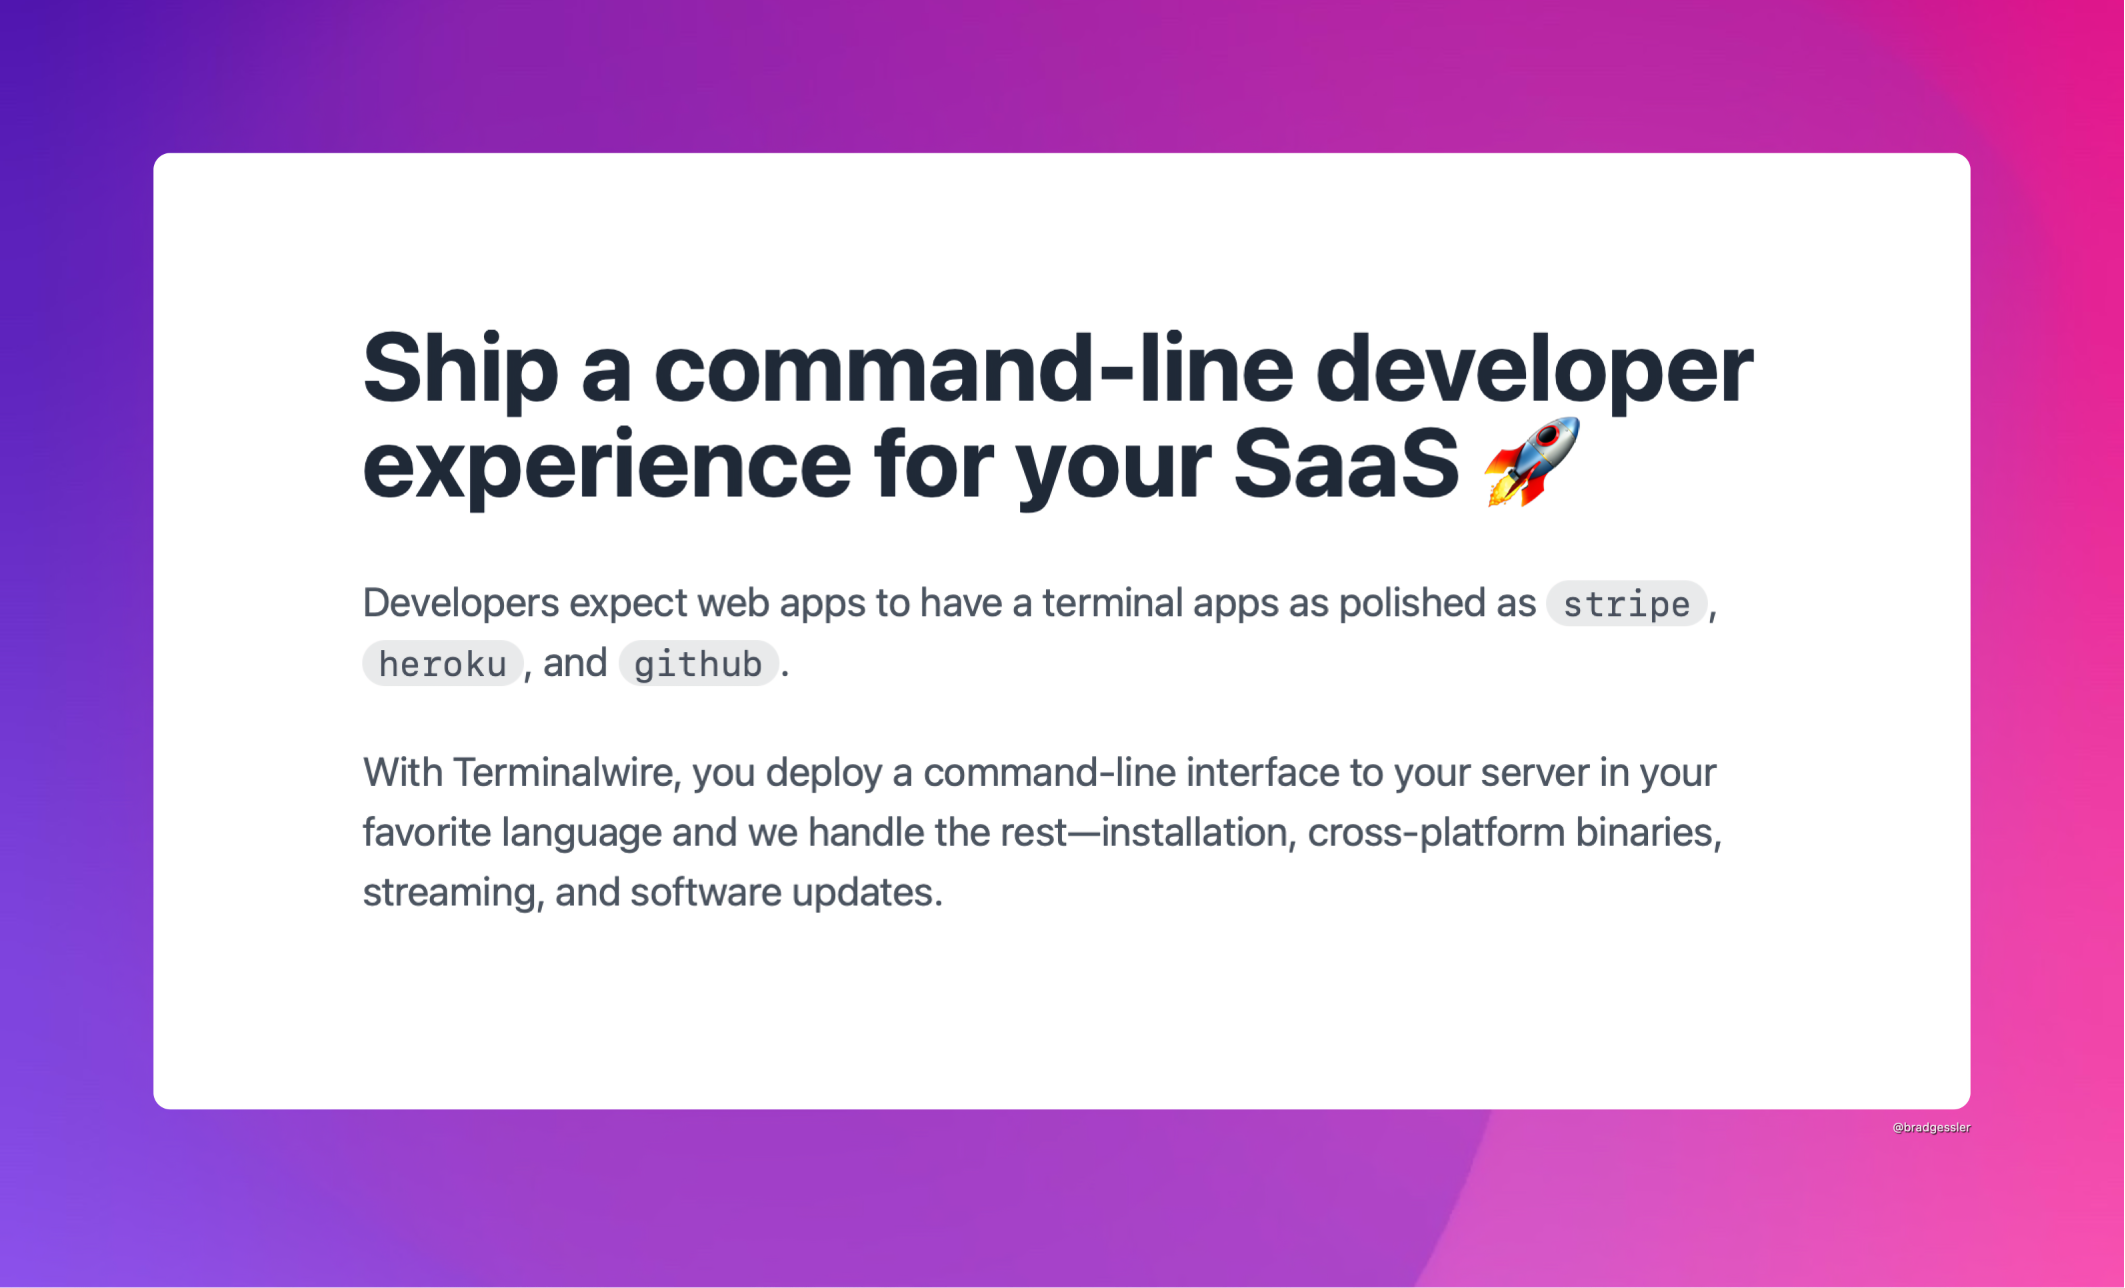 Ship a command-line developer
experience for your SaaS 🚀
Developers expect web apps to have a terminal apps as polished as stripe,
heroku, and github.
With Terminalwire, you deploy a command-line interface to your server in your
favorite language and we handle the rest—installation, cross-platform binaries,
streaming, and software updates.
@bradgessler